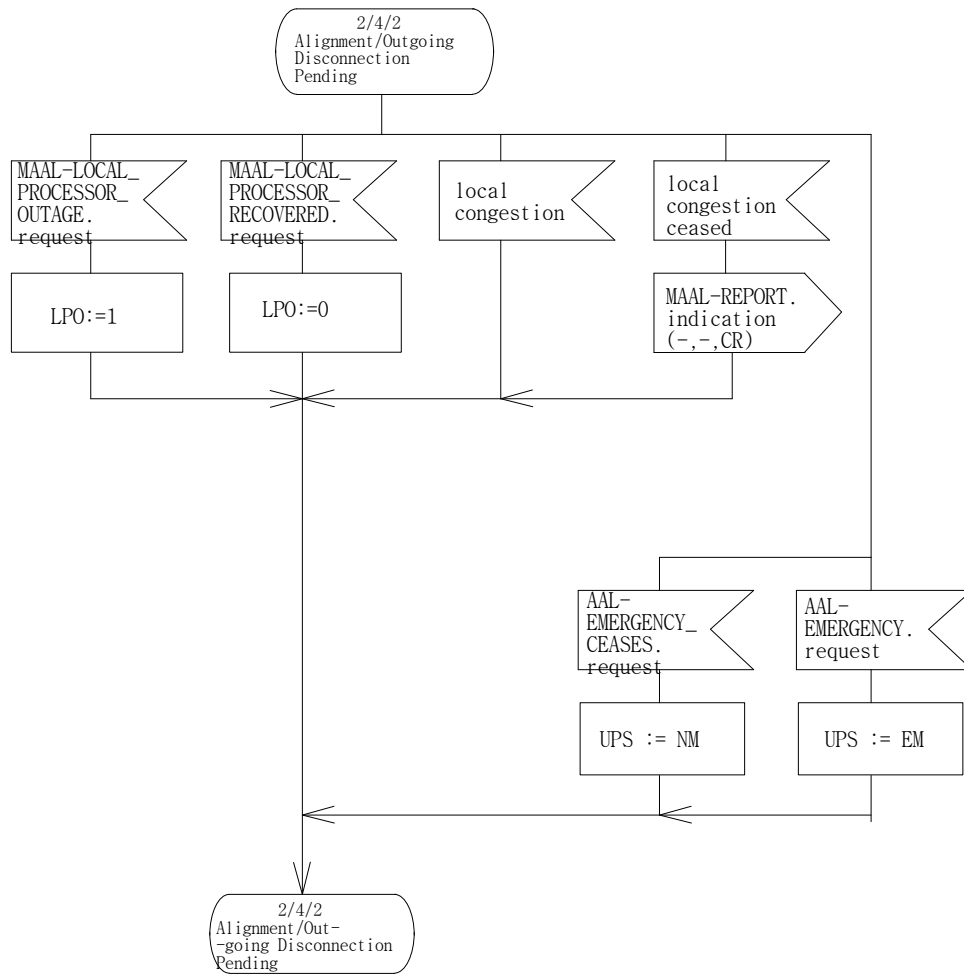 2/4/2
Alignment/Outgoing
Disconnection
Pending
MAAL-LOCAL_
PROCESSOR_
OUTAGE.
request
MAAL-LOCAL_
PROCESSOR_
RECOVERED.
request
local
congestion
local
congestion
ceased
LPO:=1
LPO:=0
MAAL-REPORT.
indication
(-,-,CR)
AAL-
EMERGENCY_
CEASES.
request
AAL-
EMERGENCY.
request
UPS := NM
UPS := EM
2/4/2
Alignment/Out-
-going Disconnection
Pending